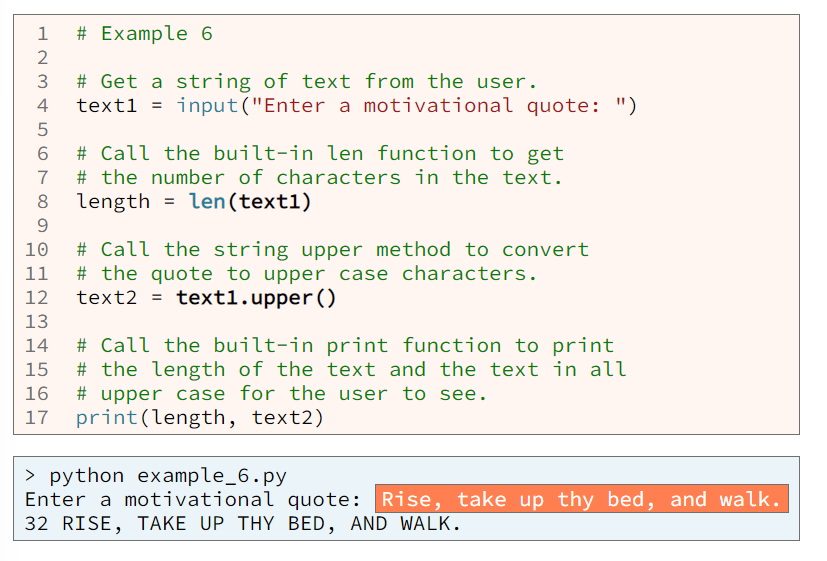 1 # Example 6
2
3 # Get a string of text from the user.
4 text1 = input("Enter a motivational quote: ")
5
6 # Call the built-in len function to get
7 # the number of characters in the text.
8 length = len(text1)
9
10 # Call the string upper method to convert
11 # the quote to upper case characters.
12 text2 = text1.upper()
13
14 # Call the built-in print function to print
15 # the length of the text and the text in all
16 # upper case for the user to see.
17 print(length, text2)
> python example_6.py
Enter a motivational quote: Rise, take up thy bed, and walk.
32 RISE, TAKE UP THY BED, AND WALK.